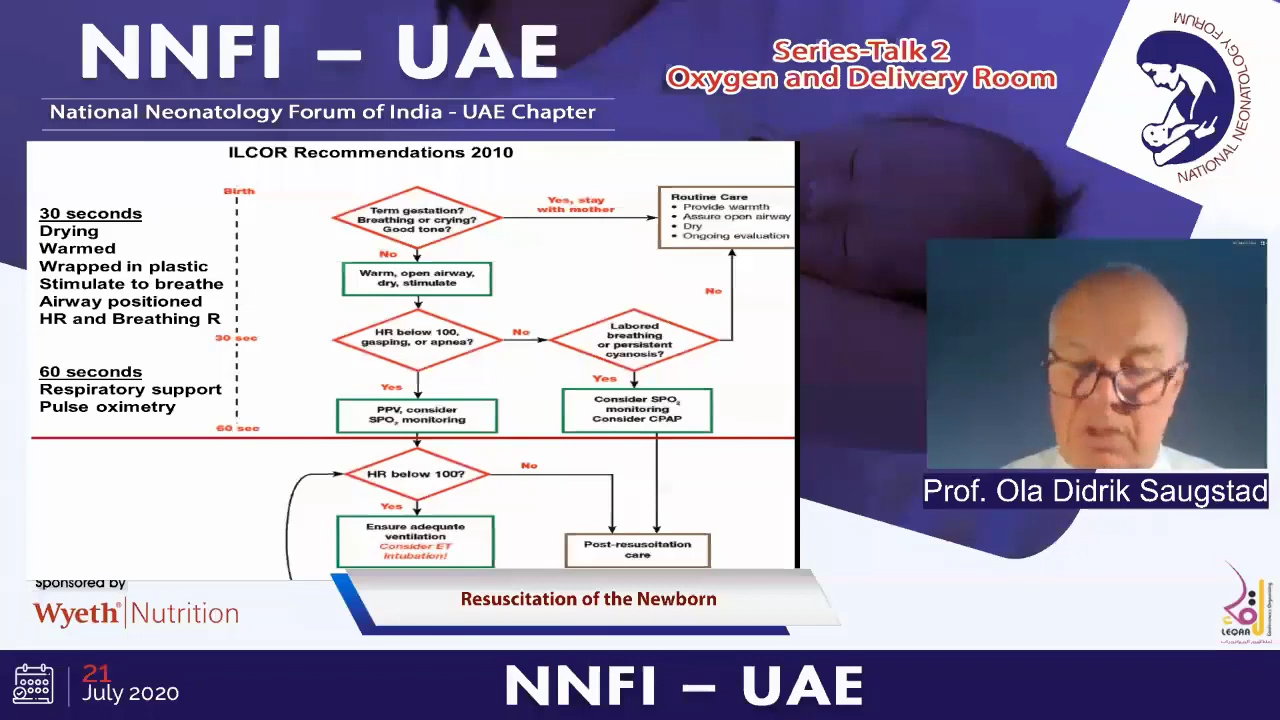 NNFI – UAE
National Neonatology Forum of India - UAE Chapter
Series-Talk 2
Oxygen and Delivery Room
NATIONAL NEONATOLOGY FORUM
ILCOR Recommendations 2010
30 seconds
Drying
Warmed
Wrapped in plastic
Stimulate to breathe
Airway positioned
HR and Breathing R
60 seconds
Respiratory support
Pulse oximetry
Birth
30 sec
60 sec
Term gestation?
Breathing or crying?
Good tone?
Yes, stay
with mother
Routine Care
• Provide warmth
• Assure open airway
• Dry
• Ongoing evaluation
No
Warm, open airway,
dry, stimulate
HR below 100,
gasping, or apnea?
No
Labored
breathing
or persistent
cyanosis?
No
Yes
Yes
PPV, consider
SPO₂ monitoring
Consider SPO₂
monitoring
Consider CPAP
HR below 100?
No
Yes
Ensure adequate
ventilation
Consider ET
Intubation!
Post-resuscitation
care
Prof. Ola Didrik Saugstad
Sponsored by
Wyeth® Nutrition
Resuscitation of the Newborn
LEQAA
21
July 2020
NNFI – UAE